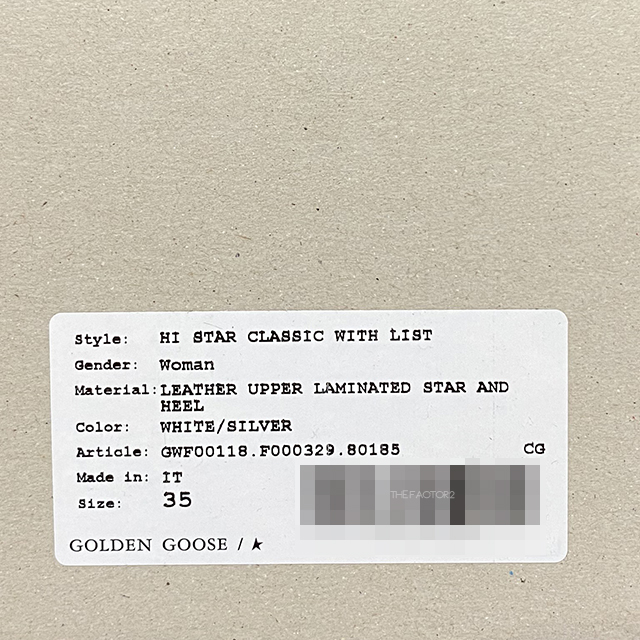 Style: HI STAR CLASSIC WITH LIST
Gender: Woman
Material: LEATHER UPPER LAMINATED STAR AND
HEEL
Color: WHITE/SILVER
Article: GWF00118.F000329.80185 CG
Made in: IT
Size: 35
THEFACTOR2
GOLDEN GOOSE / ★